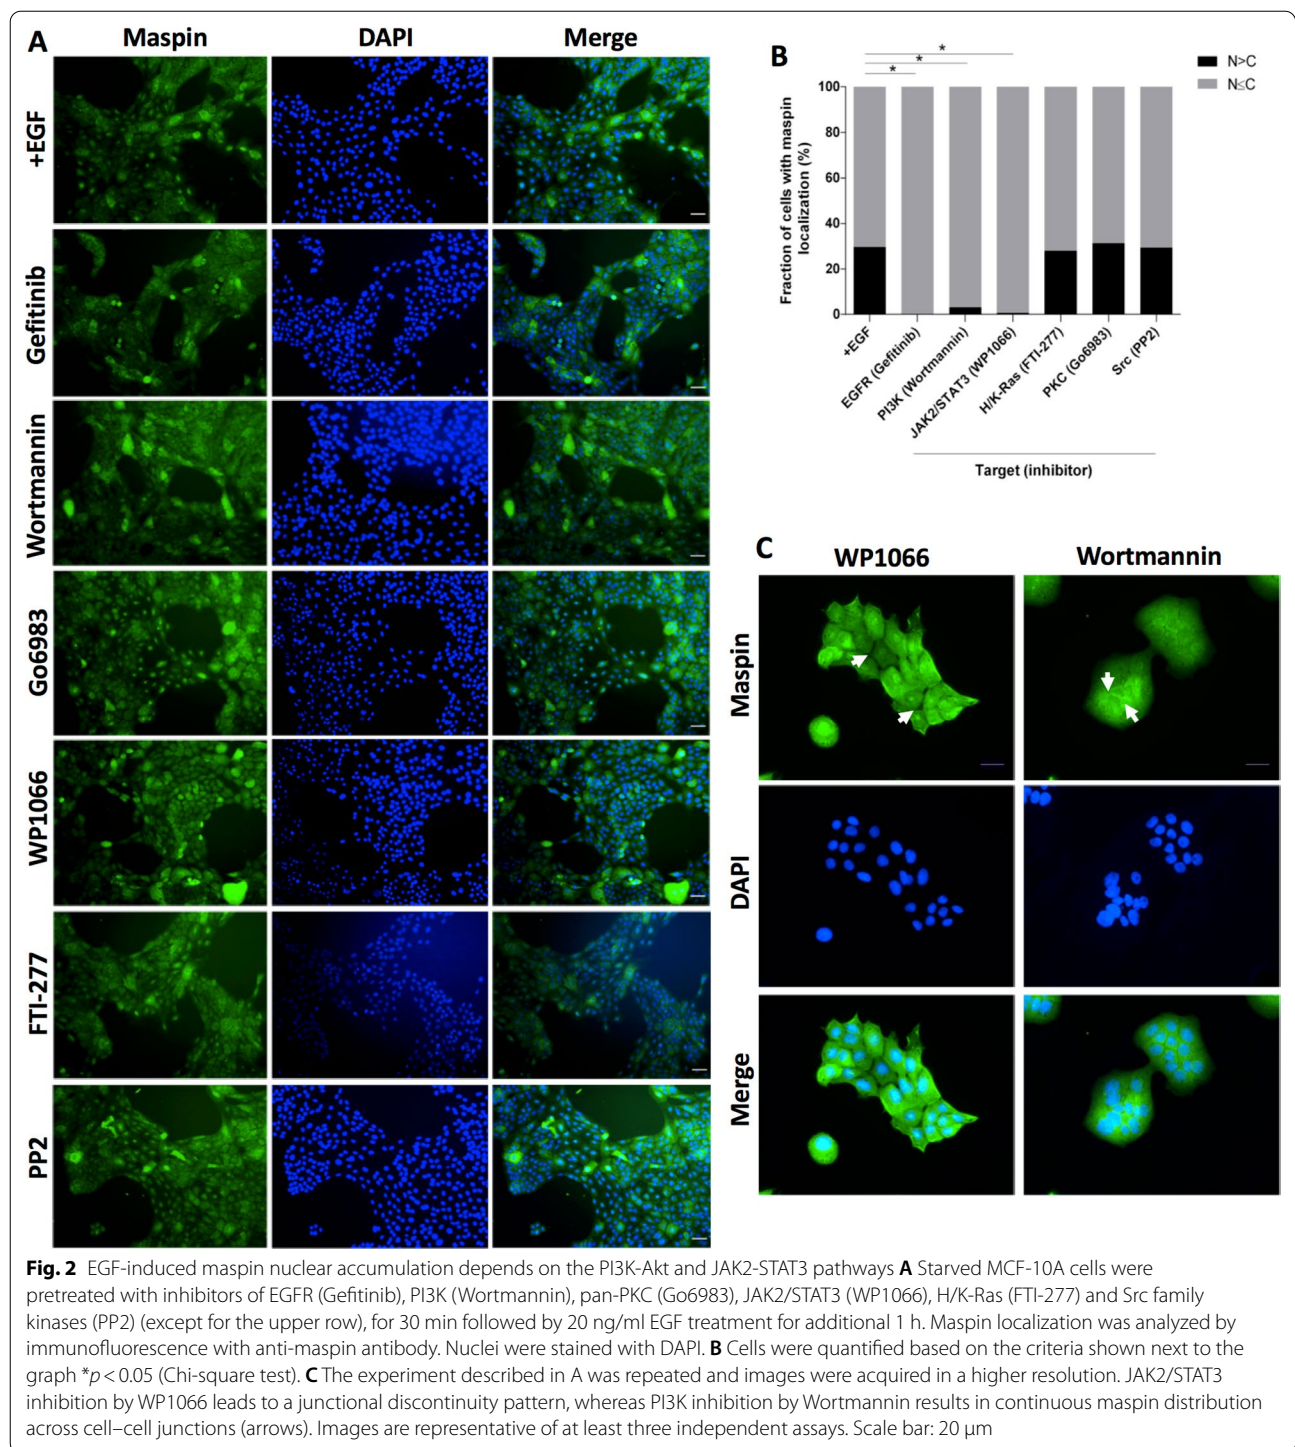 A
Maspin DAPI Merge
+EGF
Gefitinib
Wortmannin
Go6983
WP1066
FTI-277
PP2
B
* 
*
*
N>C
N≤C
Fraction of cells with maspin
localization (%)
100
80
60
40
20
0
+EGF
EGFR (Gefitinib)
PI3K (Wortmannin)
JAK2/STAT3 (WP1066)
H/K-Ras (FTI-277)
PKC (Go6983)
Src (PP2)
Target (inhibitor)
C
WP1066 Wortmannin
Maspin
DAPI
Merge
Fig. 2 EGF-induced maspin nuclear accumulation depends on the PI3K-Akt and JAK2-STAT3 pathways A Starved MCF-10A cells were
pretreated with inhibitors of EGFR (Gefitinib), PI3K (Wortmannin), pan-PKC (Go6983), JAK2/STAT3 (WP1066), H/K-Ras (FTI-277) and Src family
kinases (PP2) (except for the upper row), for 30 min followed by 20 ng/ml EGF treatment for additional 1 h. Maspin localization was analyzed by
immunofluorescence with anti-maspin antibody. Nuclei were stained with DAPI. B Cells were quantified based on the criteria shown next to the
graph *p < 0.05 (Chi-square test). C The experiment described in A was repeated and images were acquired in a higher resolution. JAK2/STAT3
inhibition by WP1066 leads to a junctional discontinuity pattern, whereas PI3K inhibition by Wortmannin results in continuous maspin distribution
across cell–cell junctions (arrows). Images are representative of at least three independent assays. Scale bar: 20 μm